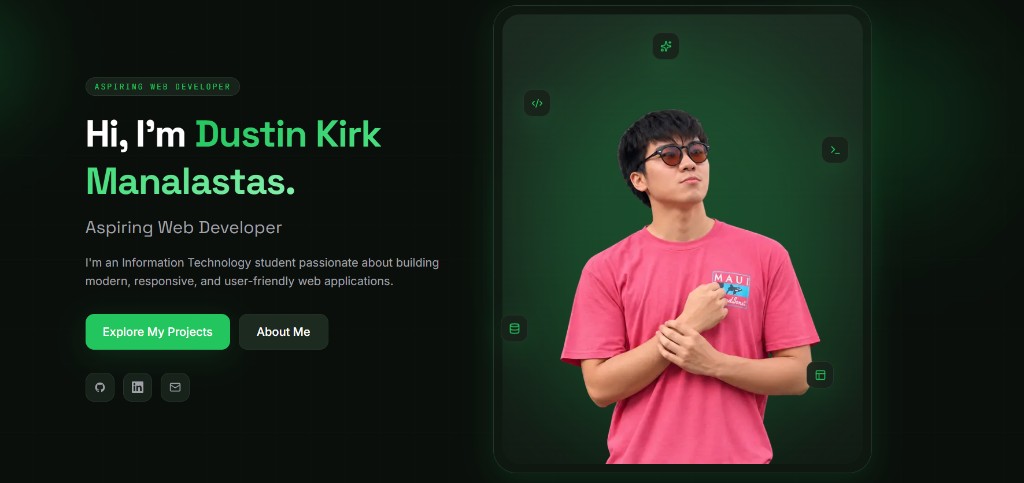 ASPIRING WEB DEVELOPER
Hi, I'm Dustin Kirk
Manalastas.
Aspiring Web Developer
I'm an Information Technology student passionate about building
modern, responsive, and user-friendly web applications.
Explore My Projects
About Me
MAUI